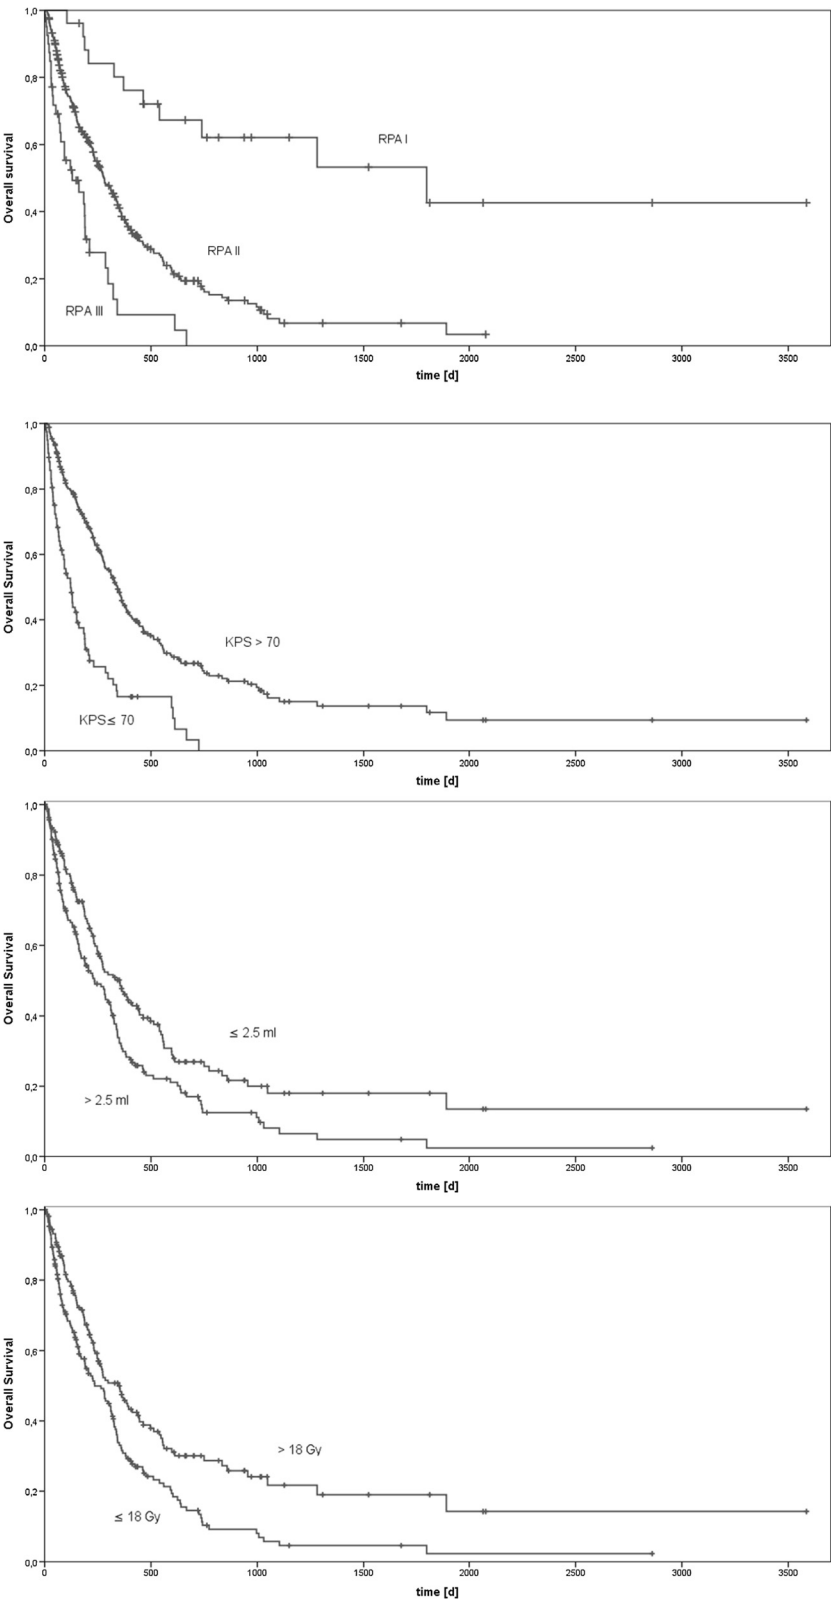 1,0
0,8
0,6
0,4
0,2
0,0
Overall survival
RPA I
RPA II
RPA III
0 500 1000 1500 2000 2500 3000 3500
time [d]
1,0
0,8
0,6
0,4
0,2
0,0
Overall Survival
KPS > 70
KPS ≤ 70
0 500 1000 1500 2000 2500 3000 3500
time [d]
1,0
0,8
0,6
0,4
0,2
0,0
Overall Survival
≤ 2.5 ml
> 2.5 ml
0 500 1000 1500 2000 2500 3000 3500
time [d]
1,0
0,8
0,6
0,4
0,2
0,0
Overall Survival
> 18 Gy
≤ 18 Gy
0 500 1000 1500 2000 2500 3000 3500
time [d]